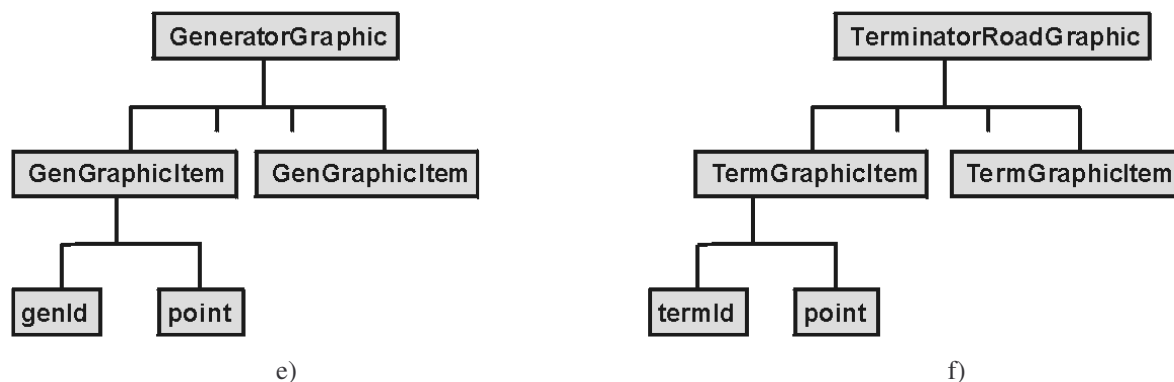 GeneratorGraphic
TerminatorRoadGraphic
GenGraphicItem
GenGraphicItem
TermGraphicItem
TermGraphicItem
genId
point
termId
point
e)
f)